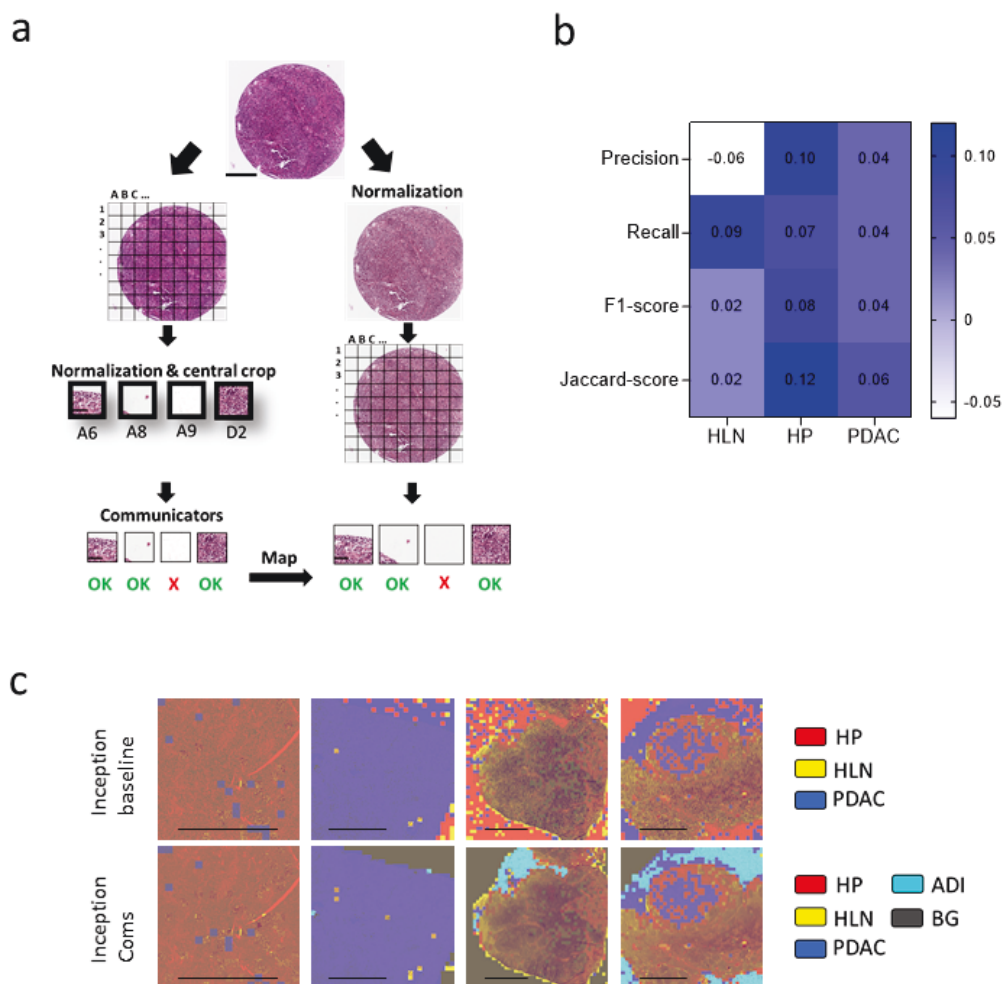 a
Normalization
A B C ...
1
2
3
.
.
.
Normalization & central crop
A6 A8 A9 D2
A B C ...
1
2
3
.
.
.
Communicators
OK OK X OK
Map
OK OK X OK
b
Precision
Recall
F1-score
Jaccard-score
-0.06 0.10 0.04
0.09 0.07 0.04
0.02 0.08 0.04
0.02 0.12 0.06
HLN HP PDAC
0.10
0.05
0
-0.05
c
Inception
baseline
HP
HLN
PDAC
Inception
Coms
HP ADI
HLN BG
PDAC